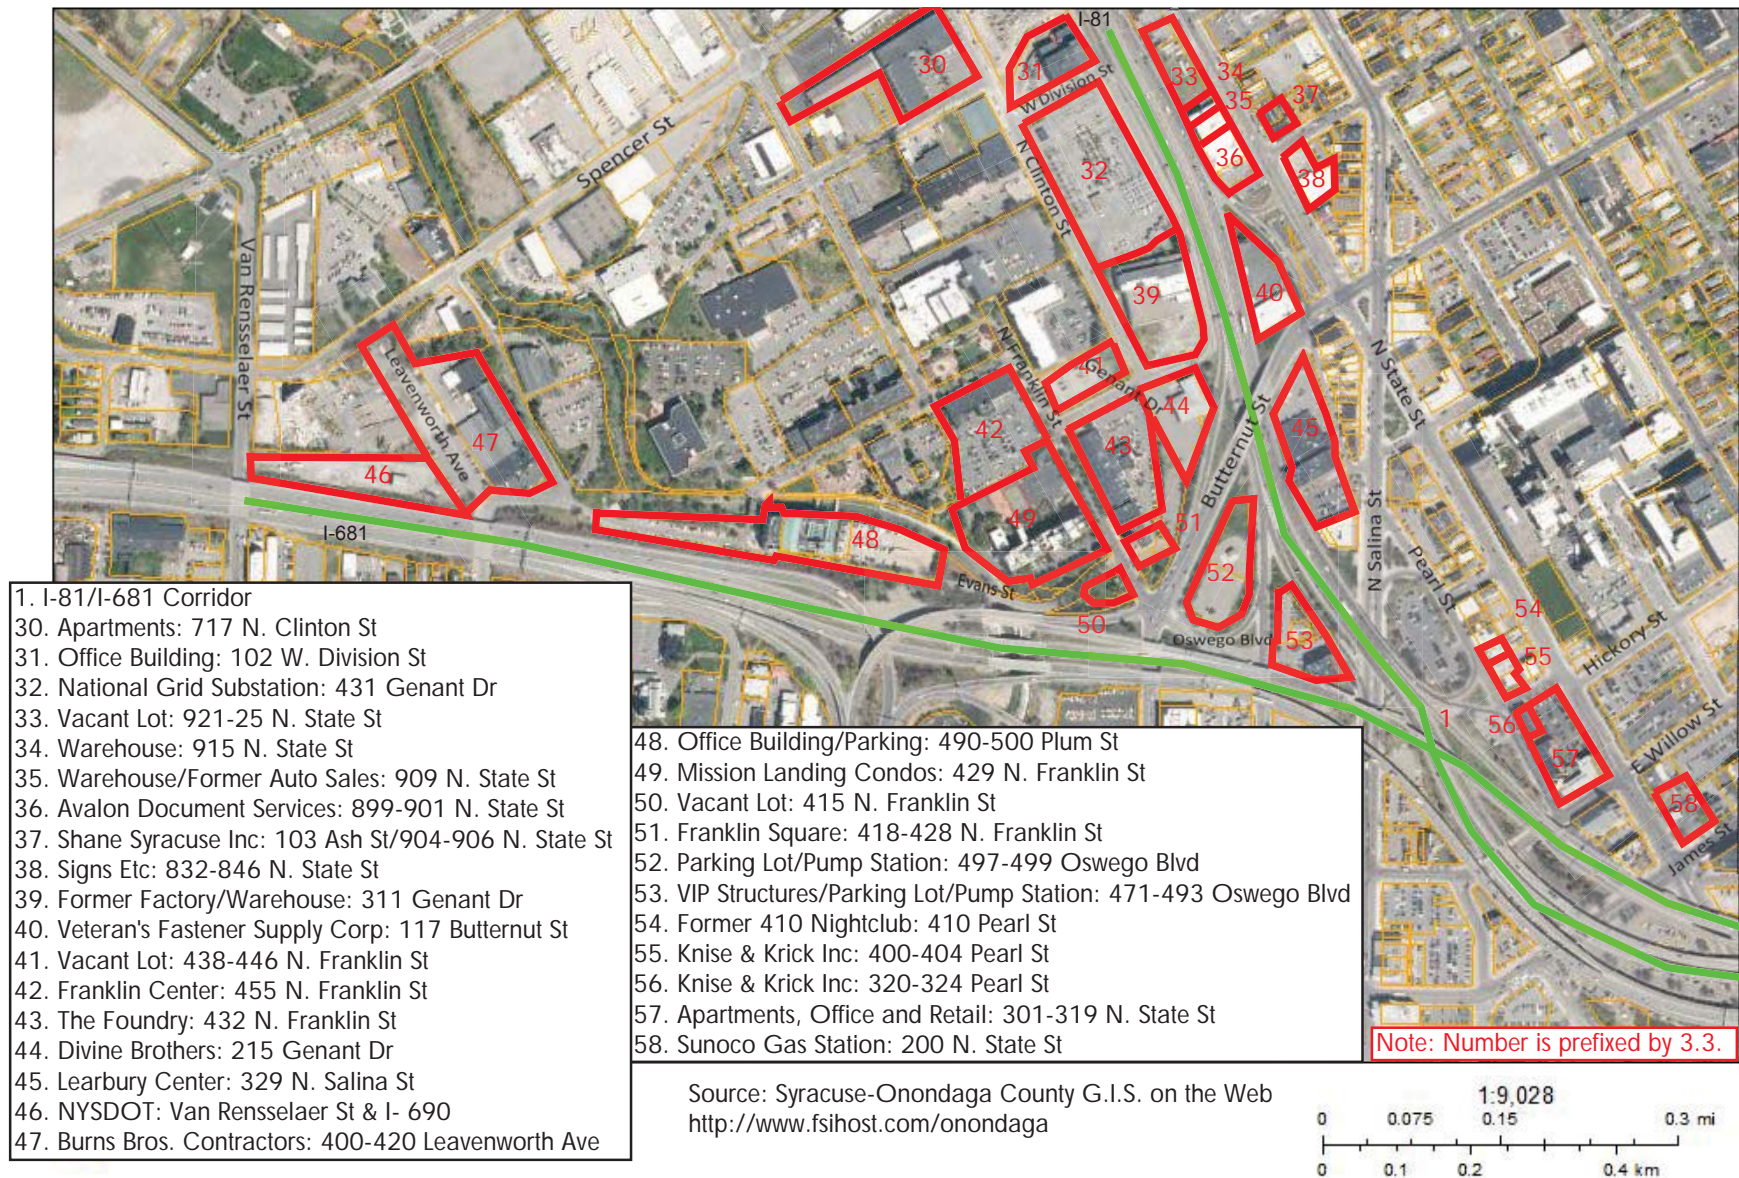 I-81
30
31
W Division St
33
34
35
37
36
38
32
N Clinton St
Spencer St
Van Rensselaer St
39
40
N Franklin St
41
Genant Dr
44
42
43
45
Butternut St
N State St
N Salina St
Leavenworth Ave
47
46
I-681
48
49
51
50
52
Evans St
Oswego Blvd
53
Pearl St
54
55
56
57
58
1
Hickory St
E Willow St
James St
1. I-81/I-681 Corridor
30. Apartments: 717 N. Clinton St
31. Office Building: 102 W. Division St
32. National Grid Substation: 431 Genant Dr
33. Vacant Lot: 921-25 N. State St
34. Warehouse: 915 N. State St
35. Warehouse/Former Auto Sales: 909 N. State St
36. Avalon Document Services: 899-901 N. State St
37. Shane Syracuse Inc: 103 Ash St/904-906 N. State St
38. Signs Etc: 832-846 N. State St
39. Former Factory/Warehouse: 311 Genant Dr
40. Veteran's Fastener Supply Corp: 117 Butternut St
41. Vacant Lot: 438-446 N. Franklin St
42. Franklin Center: 455 N. Franklin St
43. The Foundry: 432 N. Franklin St
44. Divine Brothers: 215 Genant Dr
45. Learbury Center: 329 N. Salina St
46. NYSDOT: Van Rensselaer St & I- 690
47. Burns Bros. Contractors: 400-420 Leavenworth Ave
48. Office Building/Parking: 490-500 Plum St
49. Mission Landing Condos: 429 N. Franklin St
50. Vacant Lot: 415 N. Franklin St
51. Franklin Square: 418-428 N. Franklin St
52. Parking Lot/Pump Station: 497-499 Oswego Blvd
53. VIP Structures/Parking Lot/Pump Station: 471-493 Oswego Blvd
54. Former 410 Nightclub: 410 Pearl St
55. Knise & Krick Inc: 400-404 Pearl St
56. Knise & Krick Inc: 320-324 Pearl St
57. Apartments, Office and Retail: 301-319 N. State St
58. Sunoco Gas Station: 200 N. State St
Note: Number is prefixed by 3.3.
Source: Syracuse-Onondaga County G.I.S. on the Web
http://www.fsihost.com/onondaga
1:9,028
0 0.075 0.15 0.3 mi
0 0.1 0.2 0.4 km